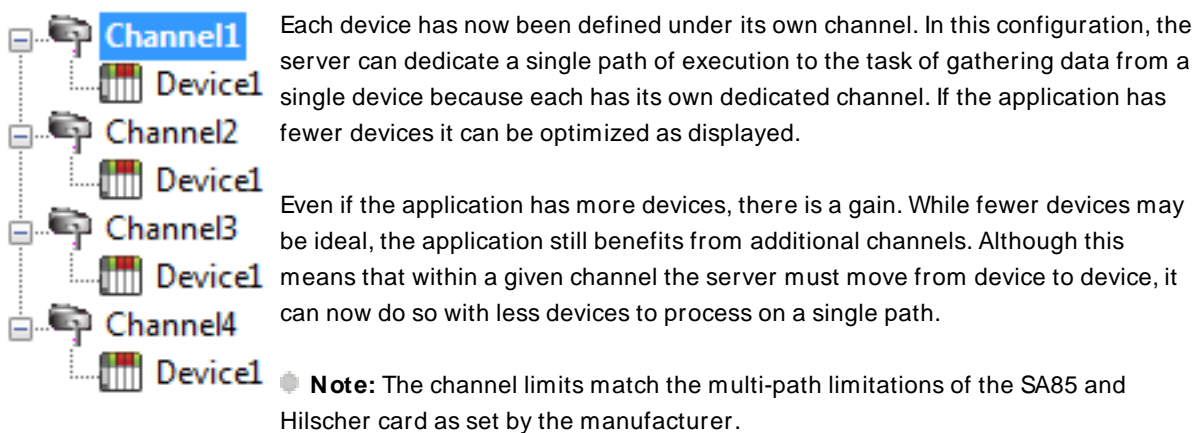 Channel1
Device1
Channel2
Device1
Channel3
Device1
Channel4
Device1
Each device has now been defined under its own channel. In this configuration, the
server can dedicate a single path of execution to the task of gathering data from a
single device because each has its own dedicated channel. If the application has
fewer devices it can be optimized as displayed.
Even if the application has more devices, there is a gain. While fewer devices may
be ideal, the application still benefits from additional channels. Although this
means that within a given channel the server must move from device to device, it
can now do so with less devices to process on a single path.
Note: The channel limits match the multi-path limitations of the SA85 and
Hilscher card as set by the manufacturer.